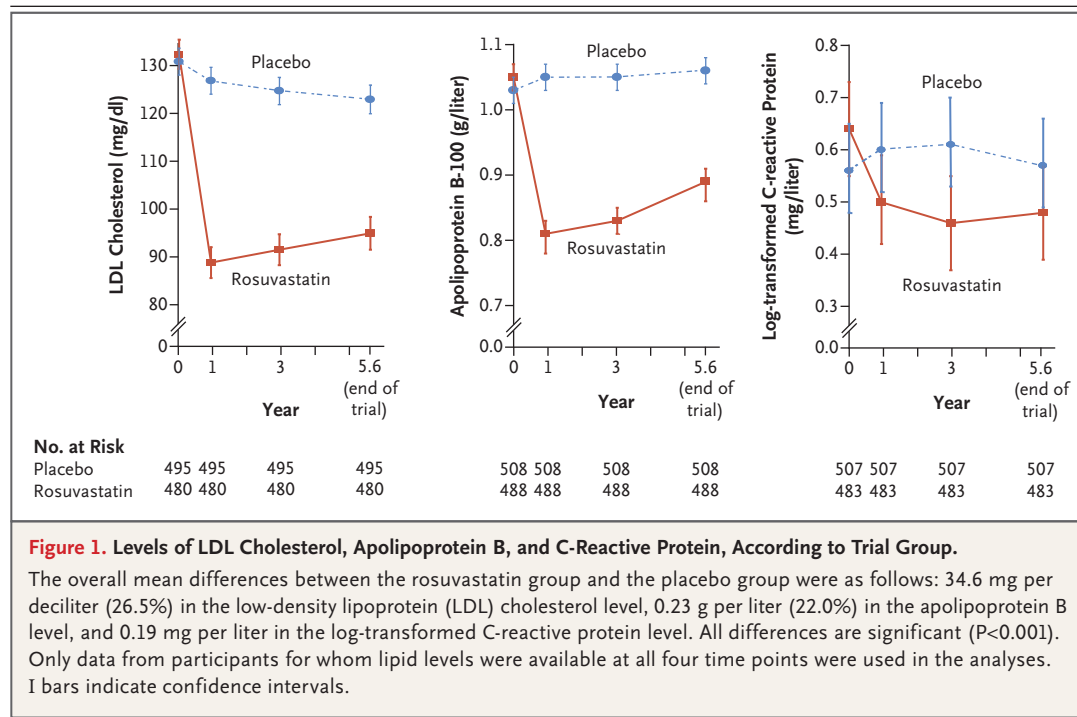 130
120
110
100
90
80
0
LDL Cholesterol (mg/dl)
Placebo
Rosuvastatin
0 1 3 5.6
(end of
trial)
Year
1.1
1.0
0.9
0.8
0.7
0.0
Apolipoprotein B-100 (g/liter)
Placebo
Rosuvastatin
0 1 3 5.6
(end of
trial)
Year
0.8
0.7
0.6
0.5
0.4
0.3
0.0
Log-transformed C-reactive Protein
(mg/liter)
Placebo
Rosuvastatin
0 1 3 5.6
(end of
trial)
Year
No. at Risk
Placebo 495 495 495 495 508 508 508 508 507 507 507 507
Rosuvastatin 480 480 480 480 488 488 488 488 483 483 483 483
Figure 1. Levels of LDL Cholesterol, Apolipoprotein B, and C-Reactive Protein, According to Trial Group.
The overall mean differences between the rosuvastatin group and the placebo group were as follows: 34.6 mg per
deciliter (26.5%) in the low-density lipoprotein (LDL) cholesterol level, 0.23 g per liter (22.0%) in the apolipoprotein B
level, and 0.19 mg per liter in the log-transformed C-reactive protein level. All differences are significant (P<0.001).
Only data from participants for whom lipid levels were available at all four time points were used in the analyses.
I bars indicate confidence intervals.